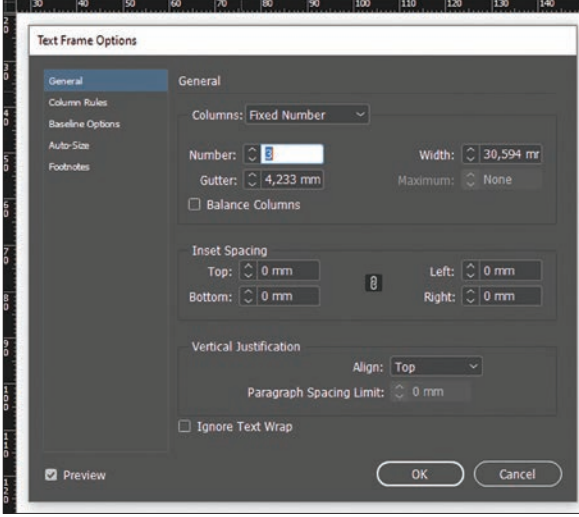 30 40 50 60 70 80 90 100 110 120 130 140
Text Frame Options
General
Column Rules
Baseline Options
Auto-Size
Footnotes
General
Columns: Fixed Number
Number: 3 Width: 30,594 mr
Gutter: 4,233 mm Maximum: None
Balance Columns
Inset Spacing
Top: 0 mm Left: 0 mm
Bottom: 0 mm Right: 0 mm
Vertical Justification
Align: Top
Paragraph Spacing Limit: 0 mm
Ignore Text Wrap
Preview OK Cancel